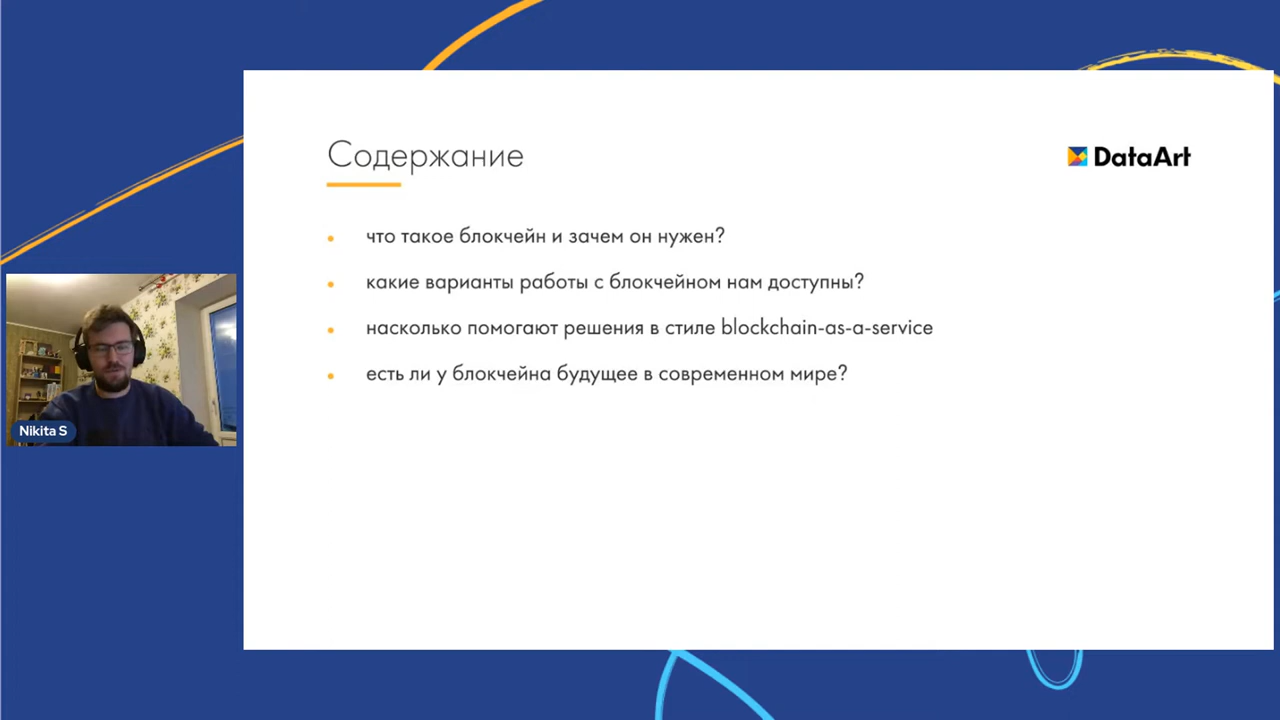 Содержание
DataArt
что такое блокчейн и зачем он нужен?
какие варианты работы с блокчейном нам доступны?
насколько помогают решения в стиле blockchain-as-a-service
есть ли у блокчейна будущее в современном мире?
Nikita S